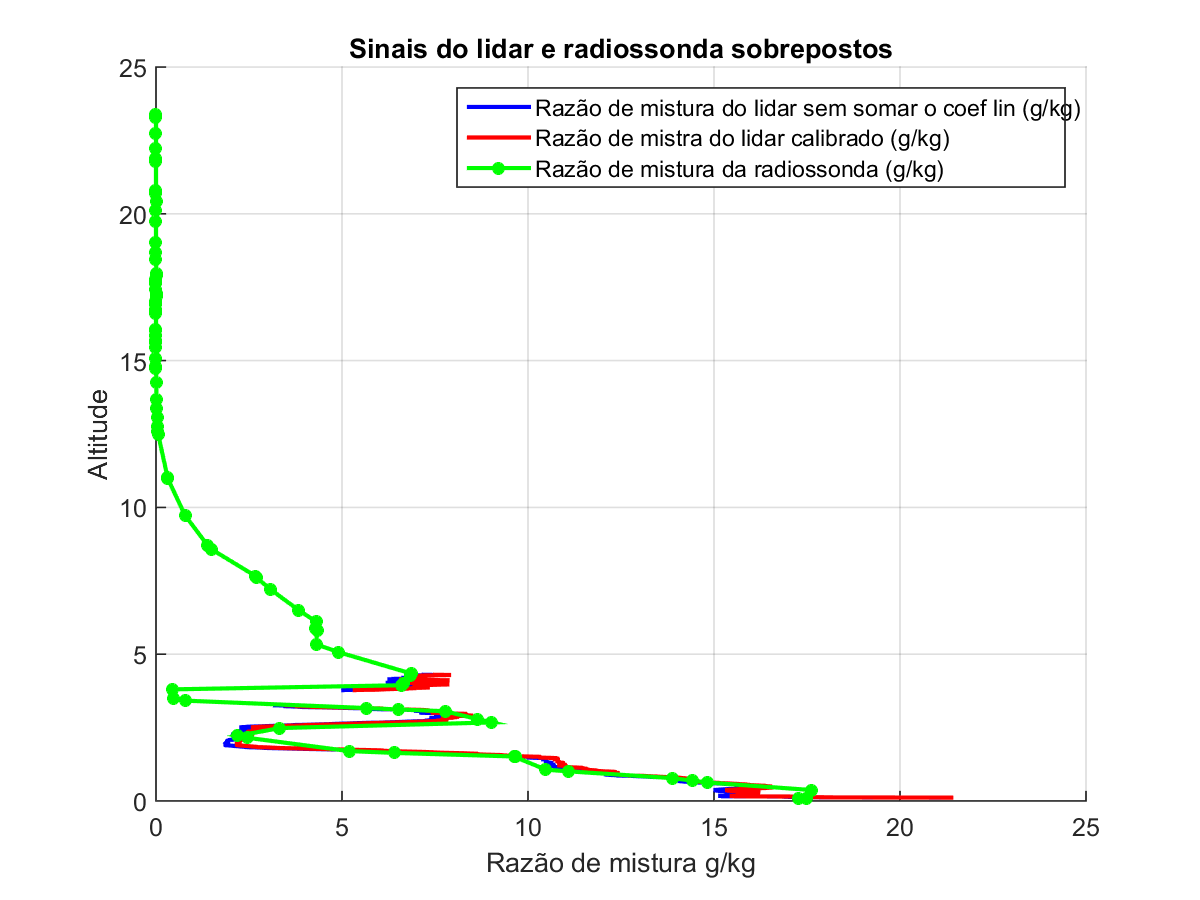 Sinais do lidar e radiossonda sobrepostos
25
Razão de mistura do lidar sem somar o coef lin (g/kg)
Razão de mistra do lidar calibrado (g/kg)
Razão de mistura da radiossonda (g/kg)
20
15
Altitude
10
5
0
0 5 10 15 20 25
Razão de mistura g/kg